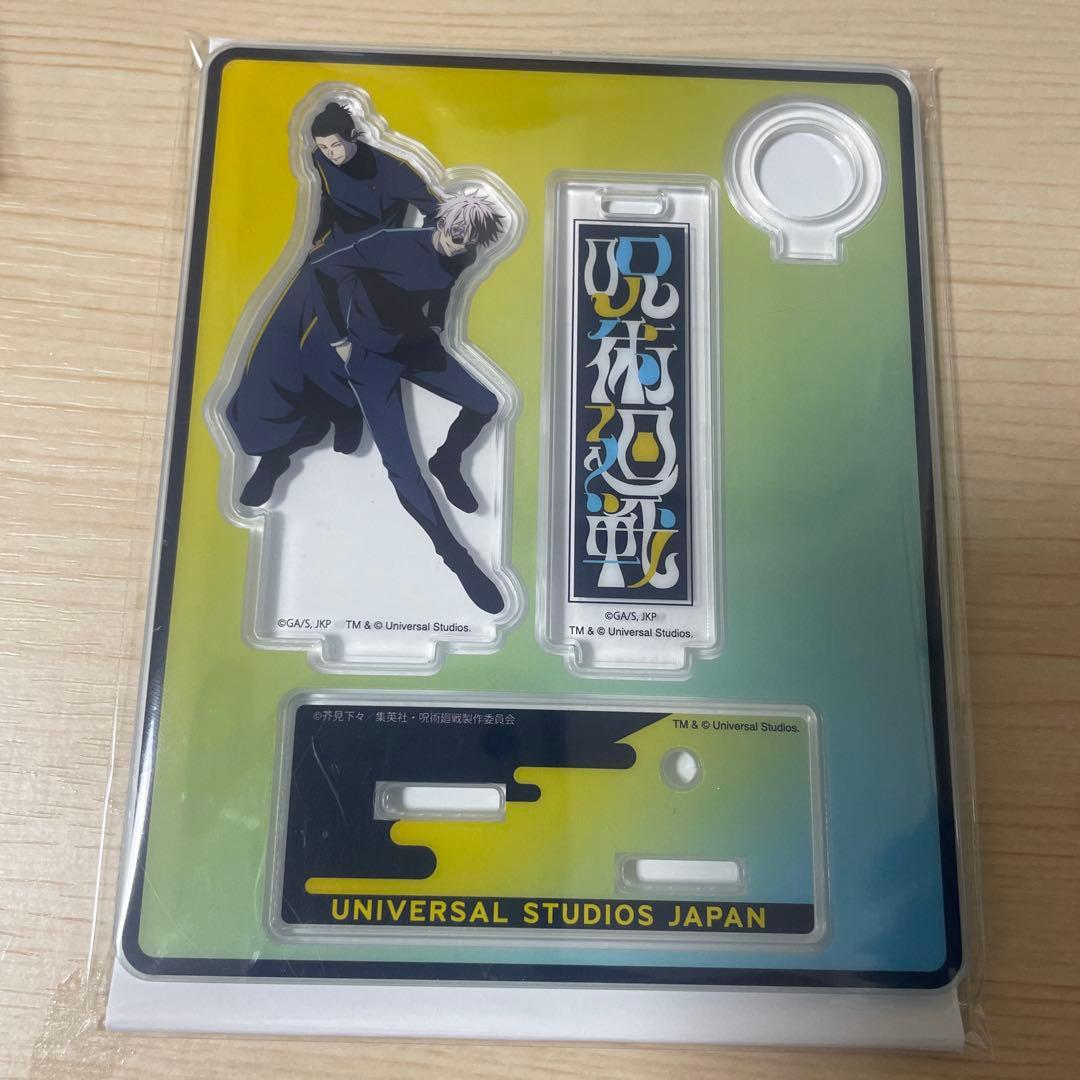 呪術廻戦
©GA/S, JKP TM & © Universal Studios.
©GA/S, JKP
TM & © Universal Studios.
©芥見下々／集英社・呪術廻戦製作委員会
TM & © Universal Studios.
UNIVERSAL STUDIOS JAPAN